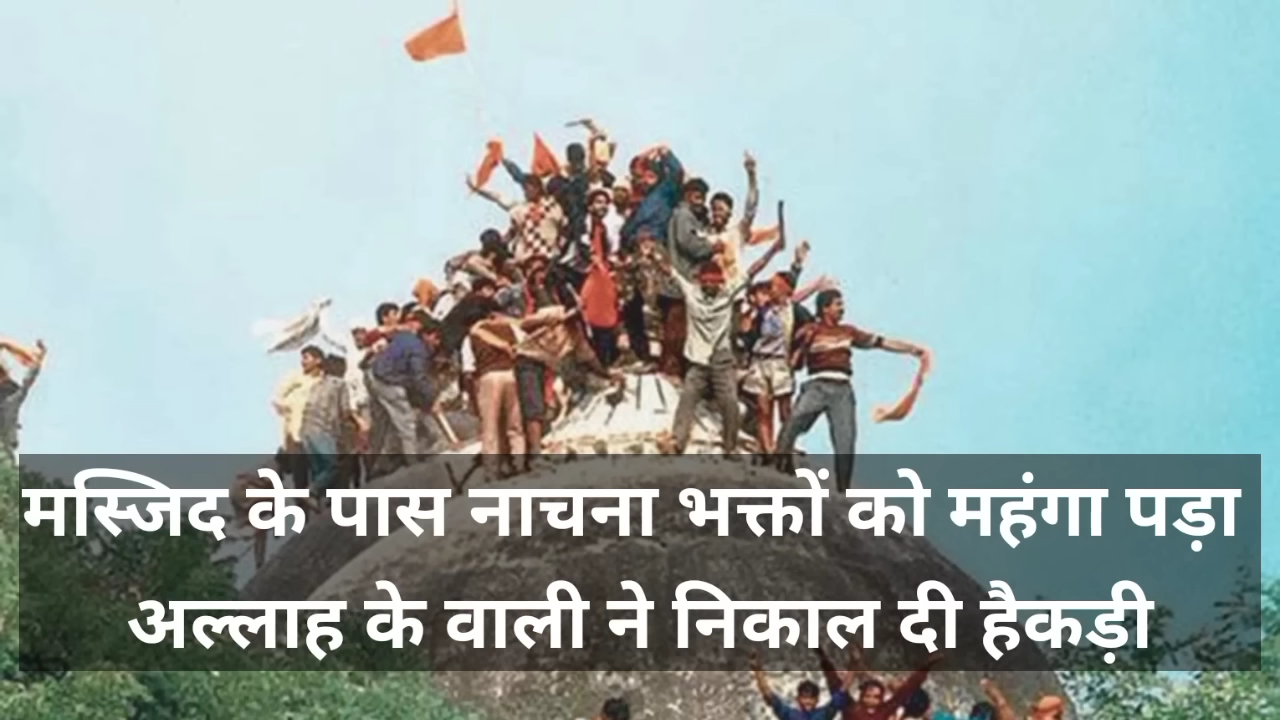 मस्जिद के पास नाचना भक्तों को महंगा पड़ा
अल्लाह के वाली ने निकाल दी हैकड़ी